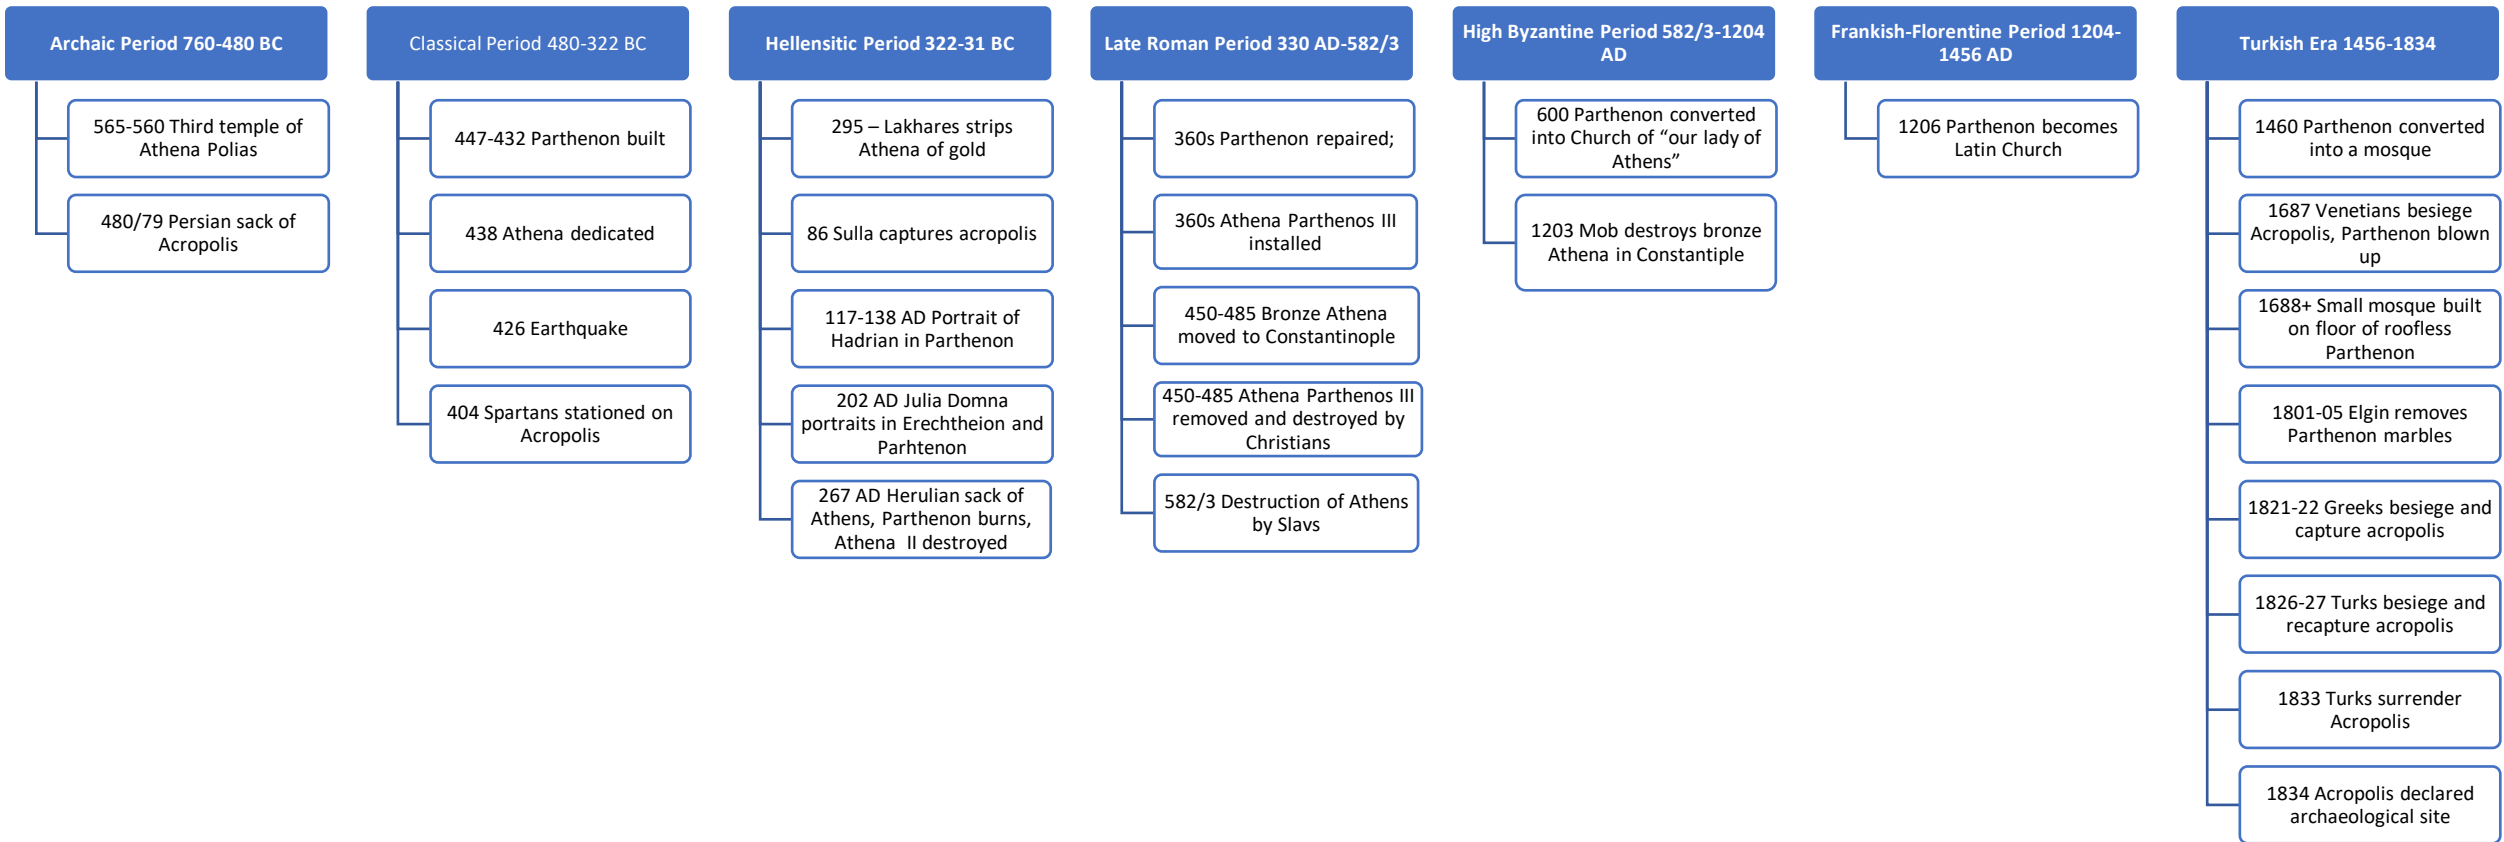 Archaic Period 760-480 BC
565-560 Third temple of
Athena Polias
480/79 Persian sack of
Acropolis
Classical Period 480-322 BC
447-432 Parthenon built
438 Athena dedicated
426 Earthquake
404 Spartans stationed on
Acropolis
Hellensitic Period 322-31 BC
295 – Lakhares strips
Athena of gold
86 Sulla captures acropolis
117-138 AD Portrait of
Hadrian in Parthenon
202 AD Julia Domna
portraits in Erechtheion and
Parhtenon
267 AD Herulian sack of
Athens, Parthenon burns,
Athena  II destroyed
Late Roman Period 330 AD-582/3
360s Parthenon repaired;
360s Athena Parthenos III
installed
450-485 Bronze Athena
moved to Constantinople
450-485 Athena Parthenos III
removed and destroyed by
Christians
582/3 Destruction of Athens
by Slavs
High Byzantine Period 582/3-1204
AD
600 Parthenon converted
into Church of “our lady of
Athens”
1203 Mob destroys bronze
Athena in Constantiple
Frankish-Florentine Period 1204-
1456 AD
1206 Parthenon becomes
Latin Church
Turkish Era 1456-1834
1460 Parthenon converted
into a mosque
1687 Venetians besiege
Acropolis, Parthenon blown
up
1688+ Small mosque built
on floor of roofless
Parthenon
1801-05 Elgin removes
Parthenon marbles
1821-22 Greeks besiege and
capture acropolis
1826-27 Turks besiege and
recapture acropolis
1833 Turks surrender
Acropolis
1834 Acropolis declared
archaeological site